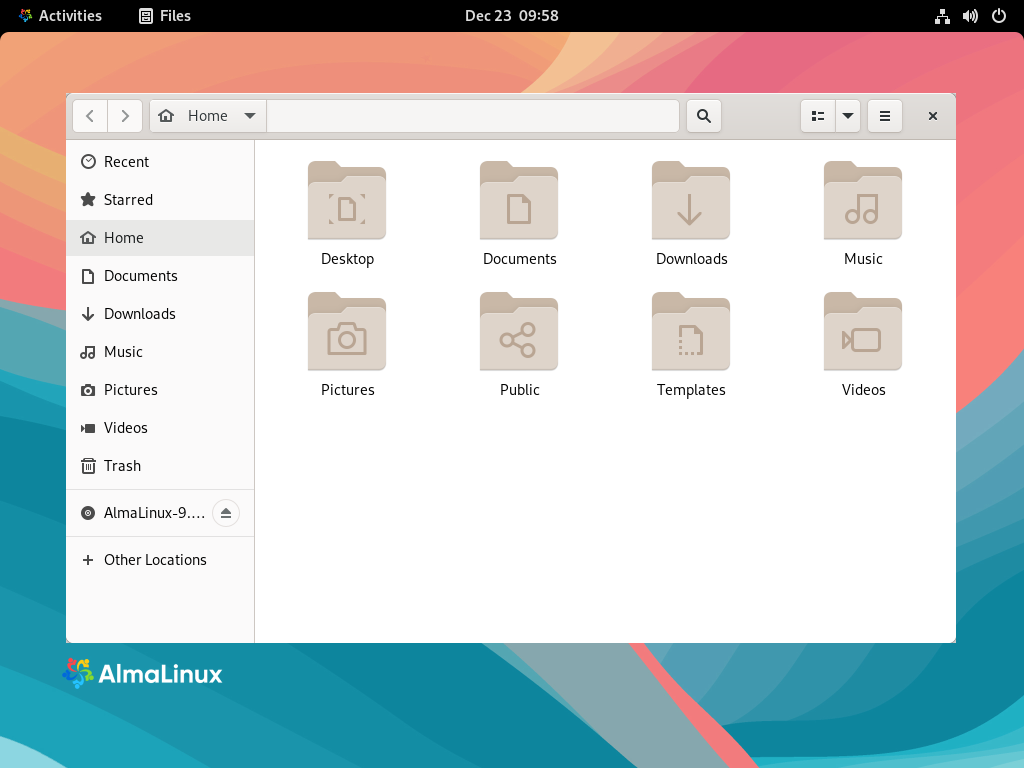 Activities Files Dec 23 09:58
Home
Recent
Starred
Home
Documents
Downloads
Music
Pictures
Videos
Trash
AlmaLinux-9....
Other Locations
Desktop Documents Downloads Music
Pictures Public Templates Videos
AlmaLinux